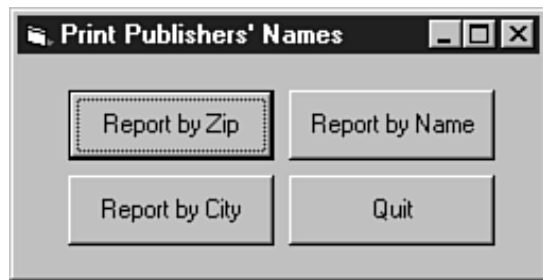 Print Publishers' Names
Report by Zip
Report by Name
Report by City
Quit